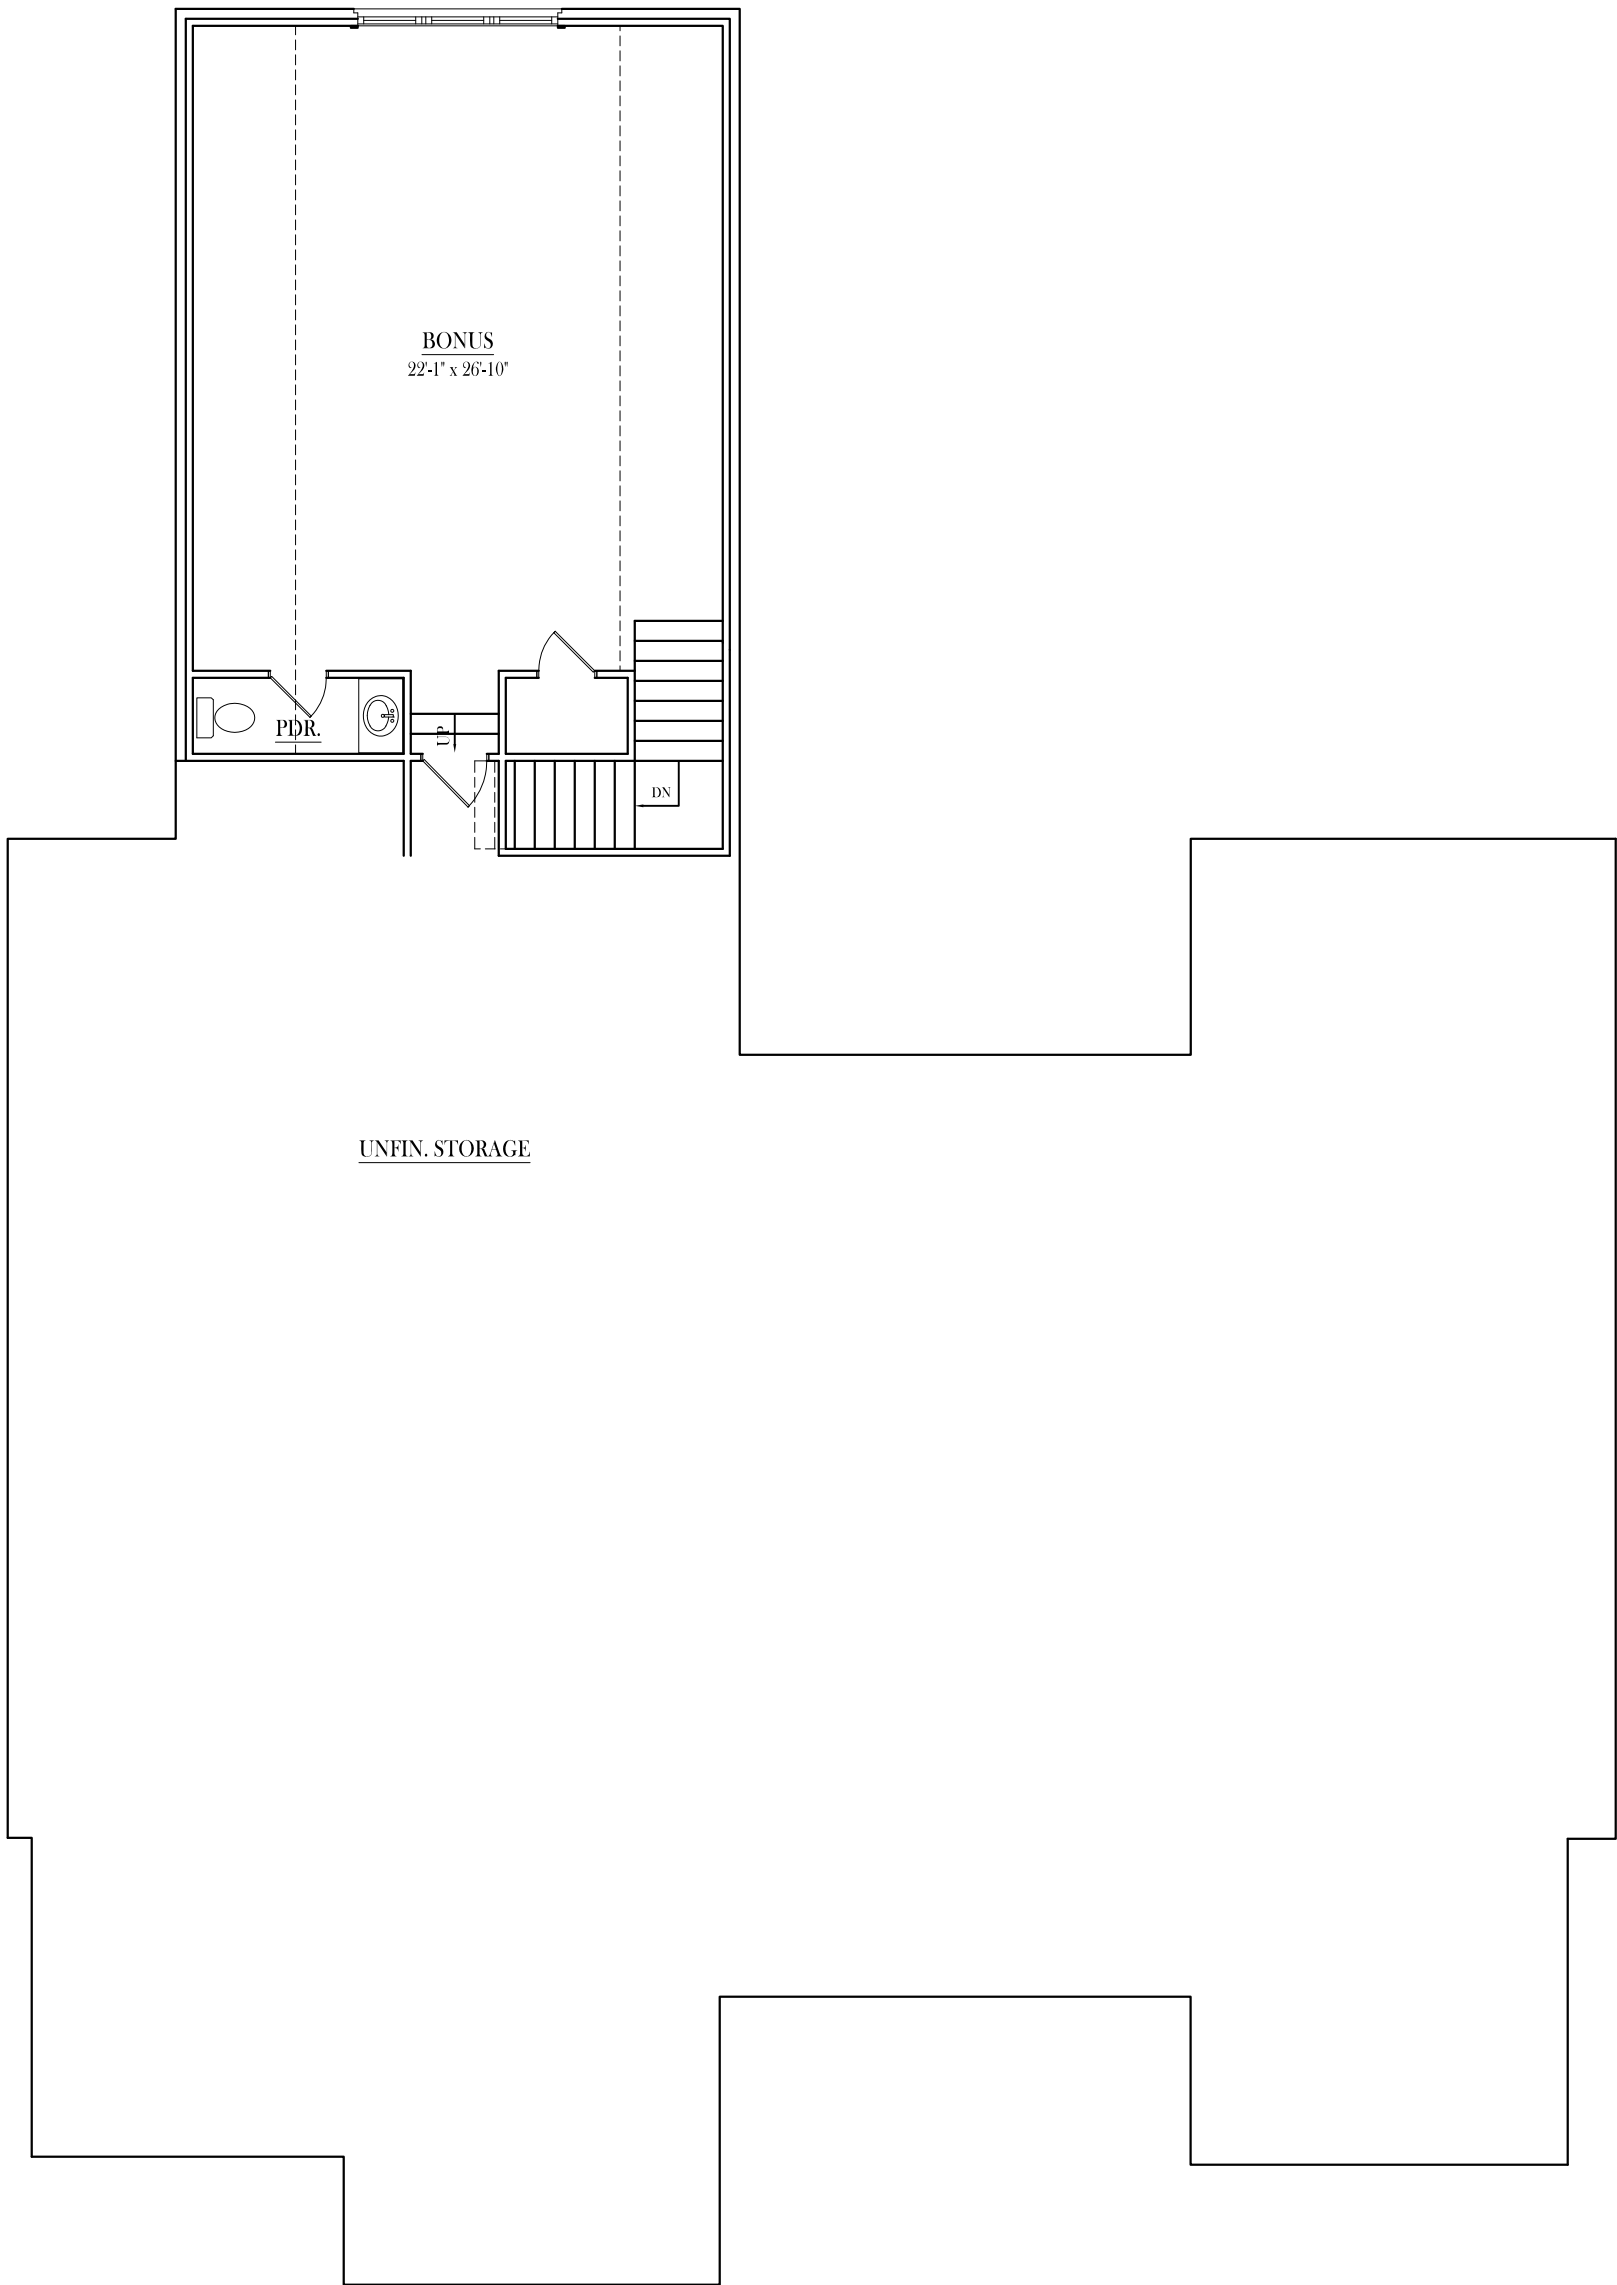 BONUS
22'-1" x 26'-10"
PDR.
UP
DN
UNFIN. STORAGE